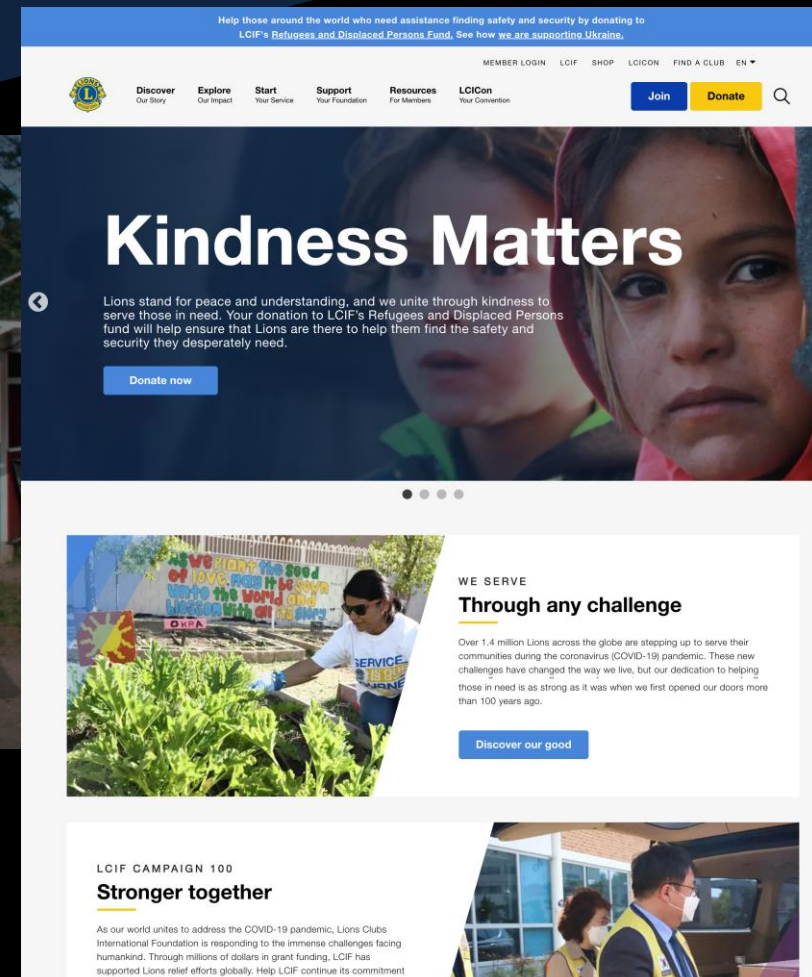 Help those around the world who need assistance finding safety and security by donating to
LCIF's Refugees and Displaced Persons Fund. See how we are supporting Ukraine.
MEMBER LOGIN LCIF SHOP LCICON FIND A CLUB EN
LIONS
L
Discover Explore Start Support Resources LCICon
Our Story Our Impact Your Service Your Foundation For Members Your Convention
Join Donate
Kindness Matters
Lions stand for peace and understanding, and we unite through kindness to
serve those in need. Your donation to LCIF's Refugees and Displaced Persons
fund will help ensure that Lions are there to help them find the safety and
security they desperately need.
Donate now
As we plant the seed
of love, may it be sown
unto the world and
blossom with all its glory
OKRA
SERVICE
WE SERVE
Through any challenge
Over 1.4 million Lions across the globe are stepping up to serve their
communities during the coronavirus (COVID-19) pandemic. These new
challenges have changed the way we live, but our dedication to helping
those in need is as strong as it was when we first opened our doors more
than 100 years ago.
Discover our good
LCIF CAMPAIGN 100
Stronger together
As our world unites to address the COVID-19 pandemic, Lions Clubs
International Foundation is responding to the immense challenges facing
humankind. Through millions of dollars in grant funding, LCIF has
supported Lions relief efforts globally. Help LCIF continue its commitment